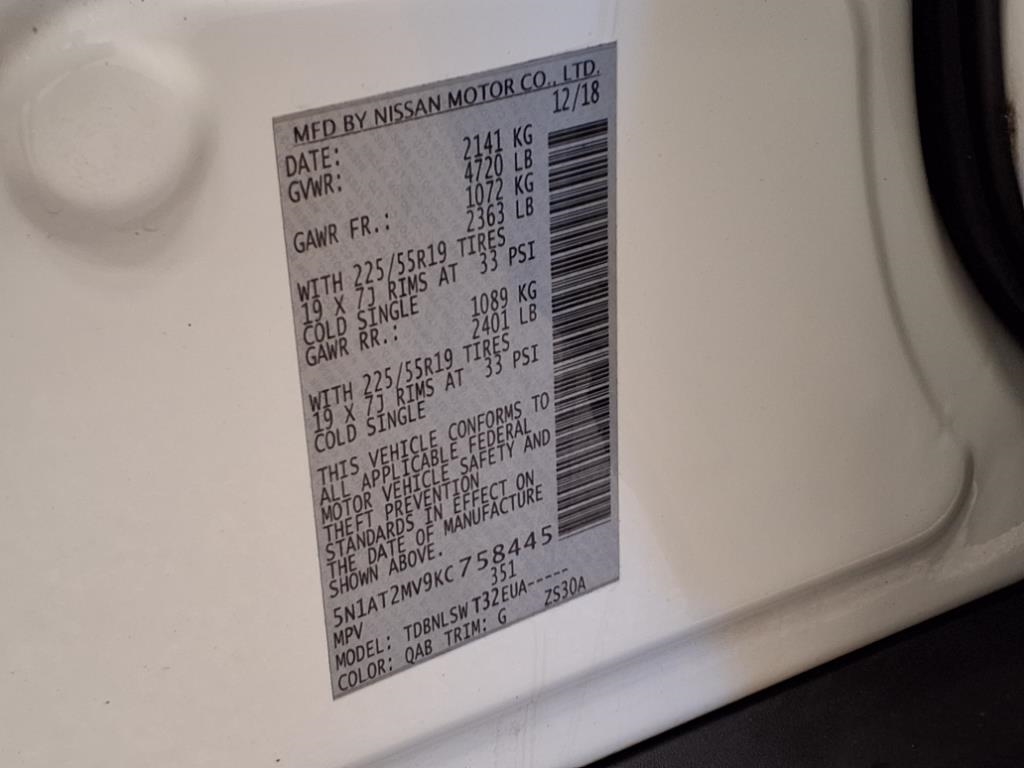 MFD BY NISSAN MOTOR CO., LTD.
DATE: 12/18
GVWR: 2141 KG
4720 LB
GAWR FR.: 1072 KG
2363 LB
WITH 225/55R19 TIRES
19 X 7J RIMS AT 33 PSI
COLD SINGLE
GAWR RR.: 1089 KG
2401 LB
WITH 225/55R19 TIRES
19 X 7J RIMS AT 33 PSI
COLD SINGLE
THIS VEHICLE CONFORMS TO
ALL APPLICABLE FEDERAL
MOTOR VEHICLE SAFETY AND
THEFT PREVENTION
STANDARDS IN EFFECT ON
THE DATE OF MANUFACTURE
SHOWN ABOVE.
5N1AT2MV9KC758445
MPV 351
MODEL: TDBNLSWT32EUA-----
COLOR: QAB TRIM: G ZS30A